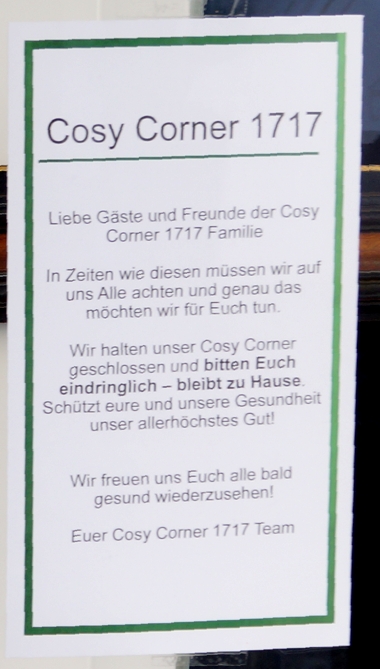 Cosy Corner 1717
Liebe Gäste und Freunde der Cosy
Corner 1717 Familie
In Zeiten wie diesen müssen wir auf
uns Alle achten und genau das
möchten wir für Euch tun.
Wir halten unser Cosy Corner
geschlossen und bitten Euch
eindringlich – bleibt zu Hause.
Schützt eure und unsere Gesundheit
unser allerhöchstes Gut!
Wir freuen uns Euch alle bald
gesund wiederzusehen!
Euer Cosy Corner 1717 Team